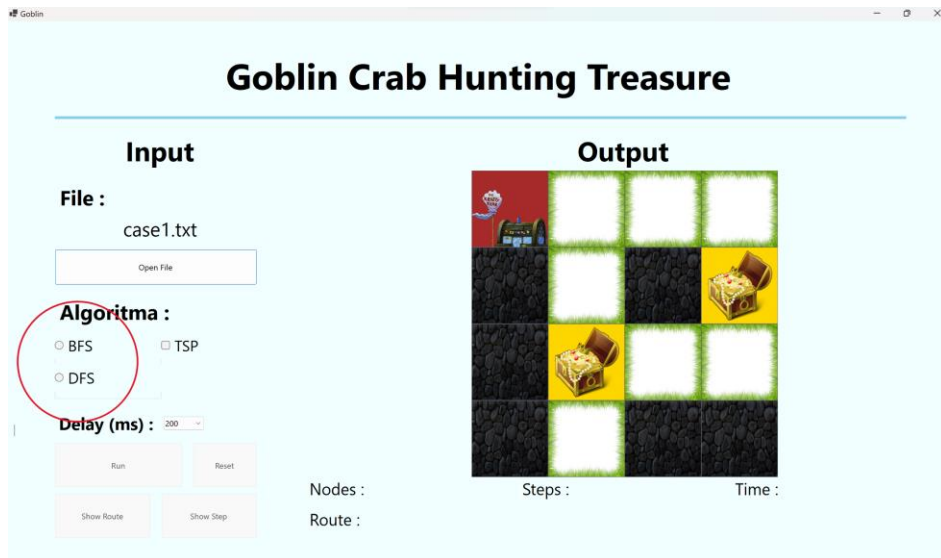 Goblin
Goblin Crab Hunting Treasure
Input
Output
File :
case1.txt
Open File
Algoritma :
BFS
TSP
DFS
Delay (ms) :
200
Run
Reset
Show Route
Show Step
Nodes :
Steps :
Time :
Route :